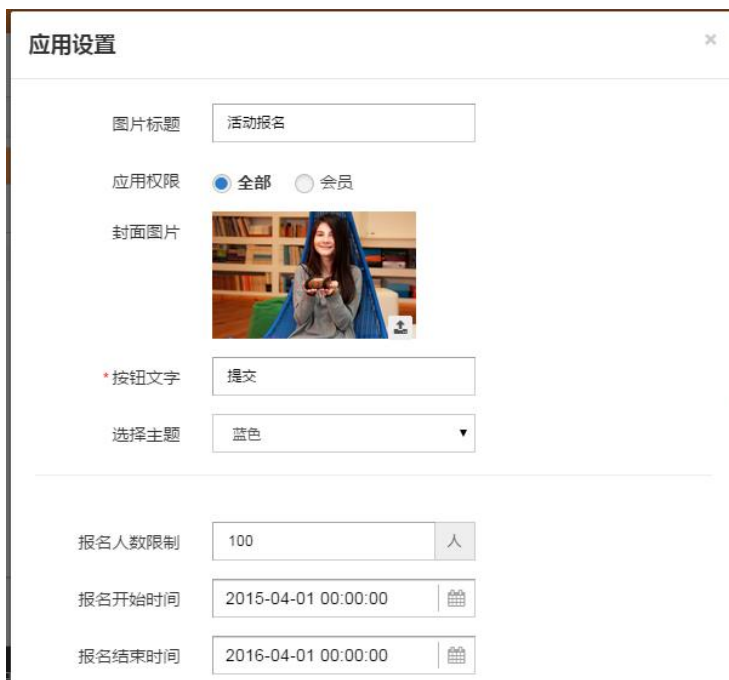 应用设置
×
图片标题 活动报名
应用权限 全部 会员
封面图片
*按钮文字 提交
选择主题 蓝色
报名人数限制 100 人
报名开始时间 2015-04-01 00:00:00
报名结束时间 2016-04-01 00:00:00